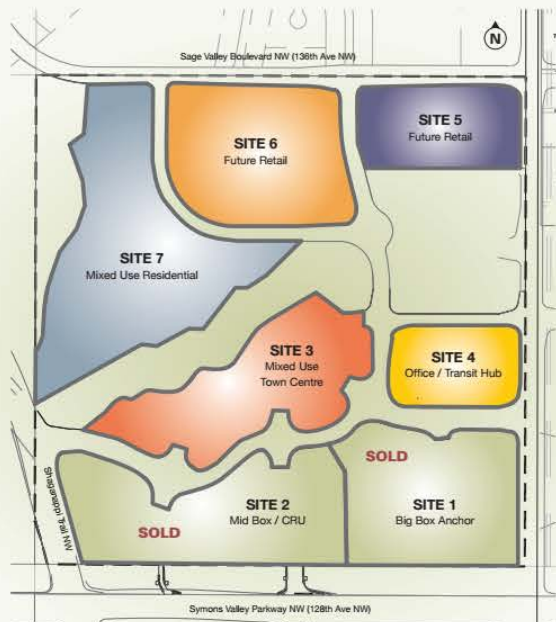 N
Sage Valley Boulevard NW (136th Ave NW)
SITE 6
Future Retail
SITE 5
Future Retail
SITE 7
Mixed Use Residential
SITE 3
Mixed Use
Town Centre
SITE 4
Office / Transit Hub
SOLD
SITE 2
Mid Box / CRU
SITE 1
Big Box Anchor
SOLD
Shaganappi Trail NW
Symons Valley Parkway NW (128th Ave NW)